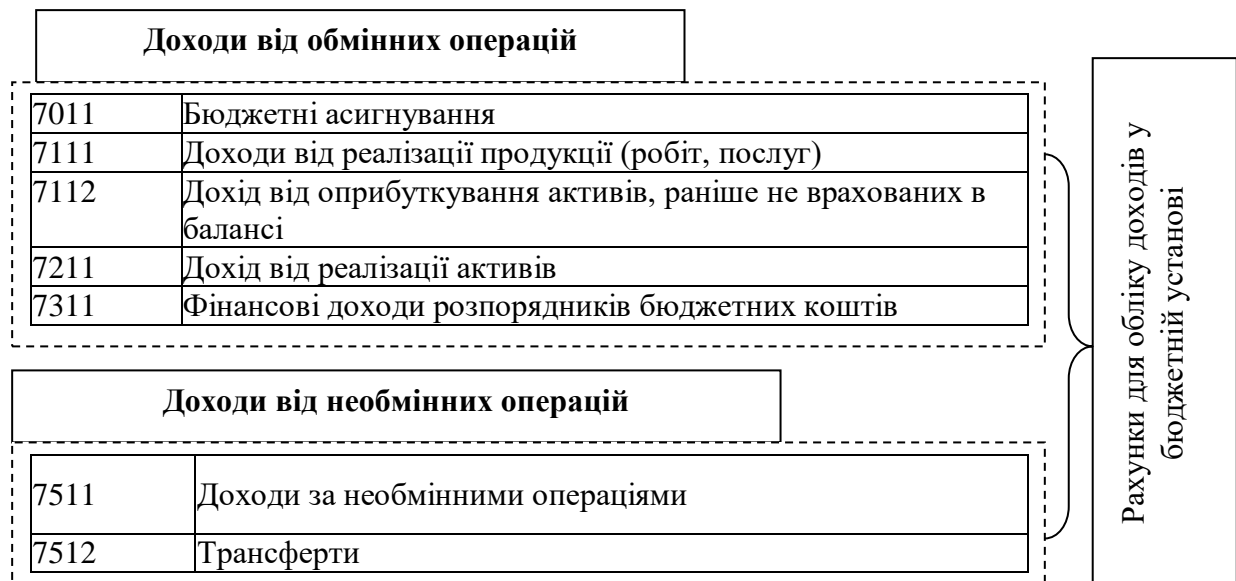 Доходи від обмінних операцій
7011 Бюджетні асигнування
7111 Доходи від реалізації продукції (робіт, послуг)
7112 Дохід від оприбуткування активів, раніше не врахованих в
балансі
7211 Дохід від реалізації активів
7311 Фінансові доходи розпорядників бюджетних коштів
Доходи від необмінних операцій
7511 Доходи за необмінними операціями
7512 Трансферти
Рахунки для обліку доходів у
бюджетній установі